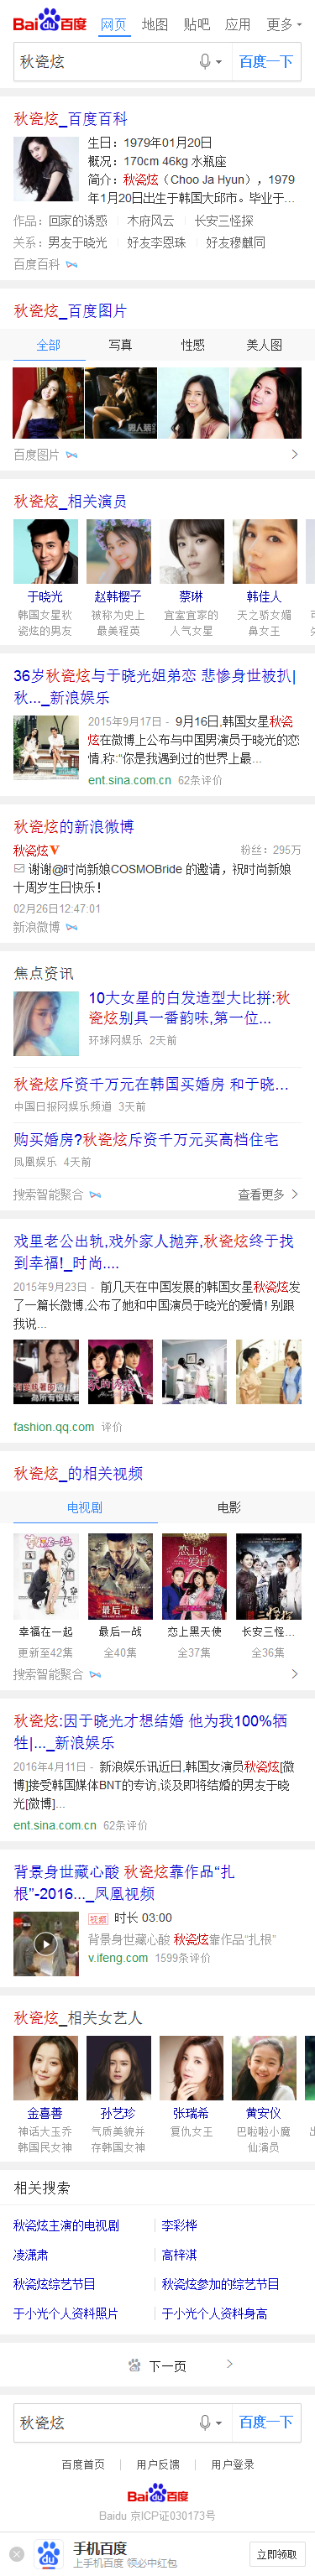 Bai百度 网页 地图 贴吧 应用 更多
秋瓷炫 百度一下
秋瓷炫_百度百科
生日：1979年01月20日
概况：170cm 46kg 水瓶座
简介：秋瓷炫（Choo Ja Hyun），1979
年1月20日出生于韩国大邱市。毕业于...
作品：回家的诱惑 木府风云 长安三怪探
关系：男友于晓光 好友李恩珠 好友穆麒同
百度百科
秋瓷炫_百度图片
全部 写真 性感 美人图
百度图片
秋瓷炫_相关演员
于晓光 赵韩樱子 蔡琳 韩佳人
韩国女星秋 被称为史上 宜室宜家的 天之骄女媚
瓷炫的男友 最美程英 人气女星 鼻女王
36岁秋瓷炫与于晓光姐弟恋 悲惨身世被扒|
秋..._新浪娱乐
2015年9月17日 - 9月16日,韩国女星秋瓷
炫在微博上公布与中国男演员于晓光的恋
情,称:“你是我遇到过的世界上最...
ent.sina.com.cn 62条评价
秋瓷炫的新浪微博
秋瓷炫V 粉丝：295万
谢谢@时尚新娘COSMOBride 的邀请，祝时尚新娘
十周岁生日快乐！
02月26日12:47:01
新浪微博
焦点资讯
10大女星的白发造型大比拼:秋
瓷炫别具一番韵味,第一位...
环球网娱乐 2天前
秋瓷炫斥资千万元在韩国买婚房 和于晓...
中国日报网娱乐频道 3天前
购买婚房?秋瓷炫斥资千万元买高档住宅
凤凰娱乐 4天前
搜索智能聚合 查看更多
戏里老公出轨,戏外家人抛弃,秋瓷炫终于找
到幸福!_时尚....
2015年9月23日 - 前几天在中国发展的韩国女星秋瓷炫发
了一篇长微博,公布了她和中国演员于晓光的爱情! 别跟
我说...
fashion.qq.com 评价
秋瓷炫_的相关视频
电视剧 电影
幸福在一起 最后一战 恋上黑天使 长安三怪...
更新至42集 全40集 全37集 全36集
搜索智能聚合
秋瓷炫:因于晓光才想结婚 他为我100%牺
牲|..._新浪娱乐
2016年4月11日 - 新浪娱乐讯近日,韩国女演员秋瓷炫[微
博]接受韩国媒体BNT的专访,谈及即将结婚的男友于晓
光[微博]...
ent.sina.com.cn 62条评价
背景身世藏心酸 秋瓷炫靠作品“扎
根”-2016..._凤凰视频
视频 时长 03:00
背景身世藏心酸 秋瓷炫靠作品“扎根”
v.ifeng.com 1599条评价
秋瓷炫_相关女艺人
金喜善 孙艺珍 张瑞希 黄安仪
神话大玉乔 气质美貌并 复仇女王 巴啦啦小魔
韩国民女神 存韩国女神 仙演员
相关搜索
秋瓷炫主演的电视剧 李彩桦
凌潇肃 高梓淇
秋瓷炫综艺节目 秋瓷炫参加的综艺节目
于小光个人资料照片 于小光个人资料身高
下一页
秋瓷炫 百度一下
百度首页 用户反馈 用户登录
Bai百度
Baidu 京ICP证030173号
手机百度 立即领取
上手机百度 领必中红包